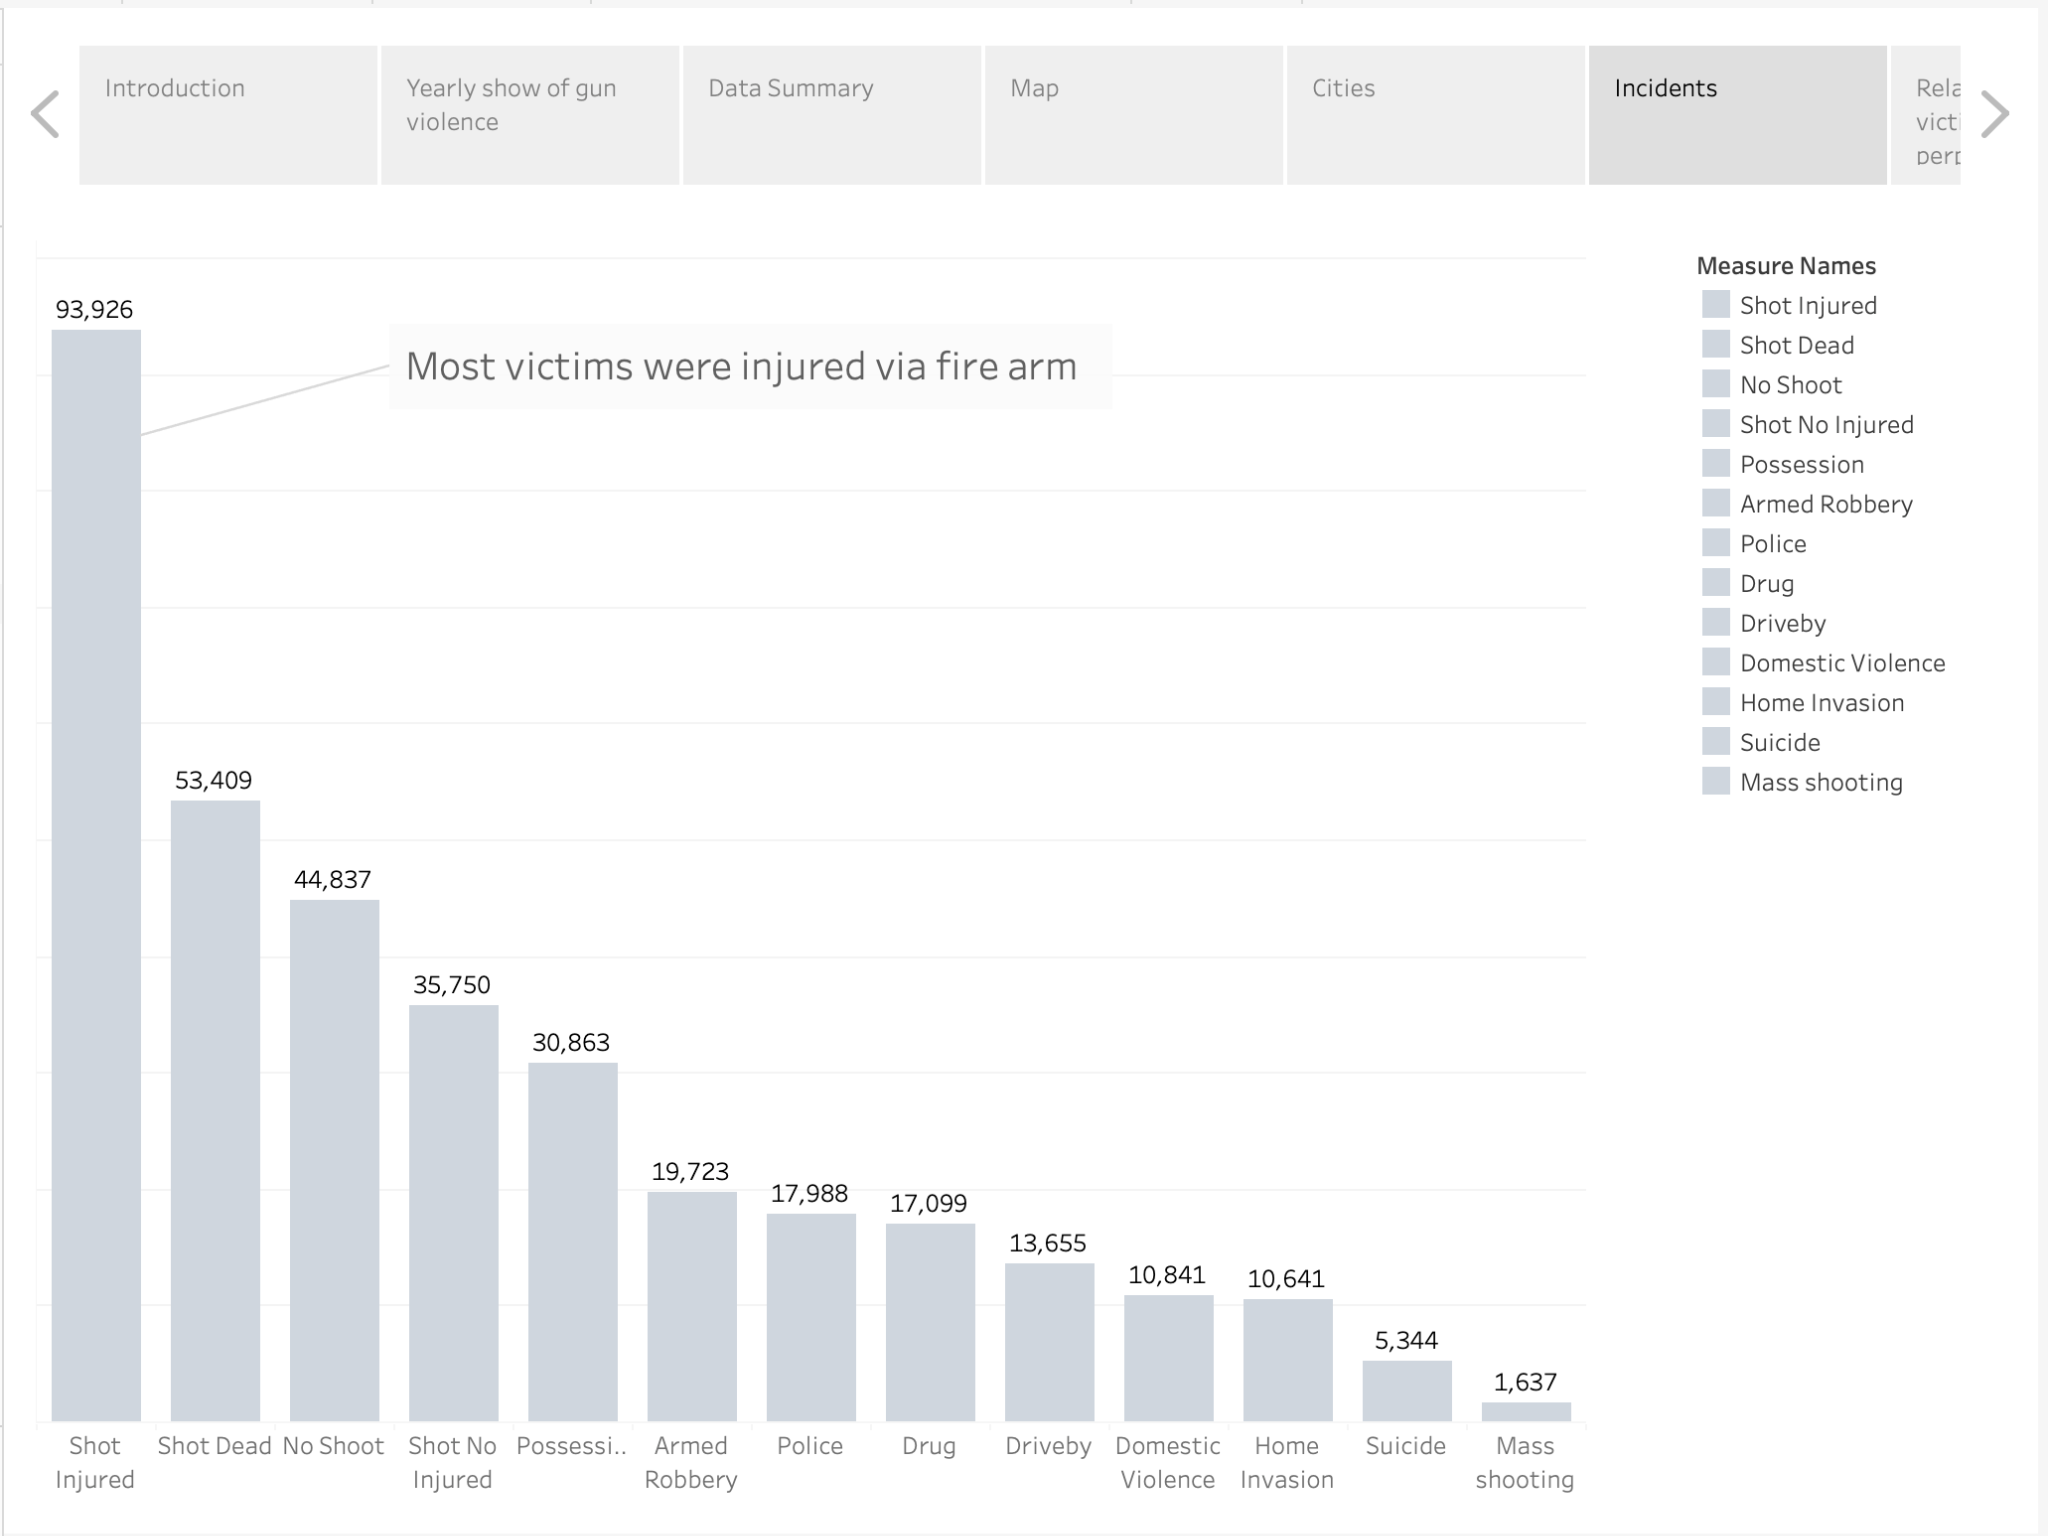 Introduction
Yearly show of gun
violence
Data Summary
Map
Cities
Incidents
Rela
victi
perp
Measure Names
Shot Injured
Shot Dead
No Shoot
Shot No Injured
Possession
Armed Robbery
Police
Drug
Driveby
Domestic Violence
Home Invasion
Suicide
Mass shooting
Most victims were injured via fire arm
93,926
53,409
44,837
35,750
30,863
19,723
17,988
17,099
13,655
10,841
10,641
5,344
1,637
Shot
Injured
Shot Dead
No Shoot
Shot No
Injured
Possessi..
Armed
Robbery
Police
Drug
Driveby
Domestic
Violence
Home
Invasion
Suicide
Mass
shooting